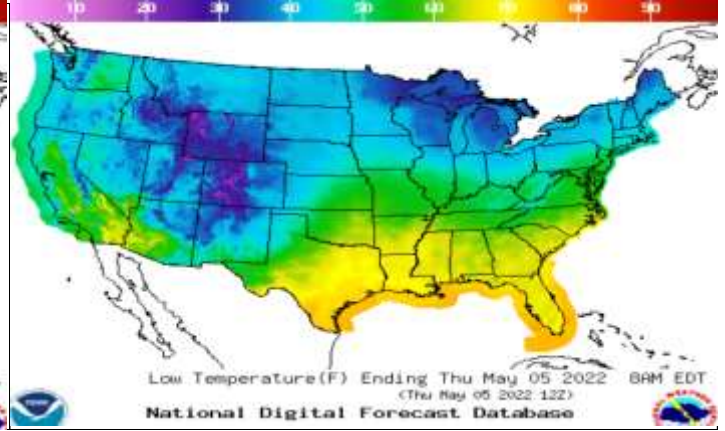 10 20 30 40 50 60 70 80 90
Low Temperature(F) Ending Thu May 05 2022 8AM EDT
(Thu May 05 2022 12Z)
National Digital Forecast Database